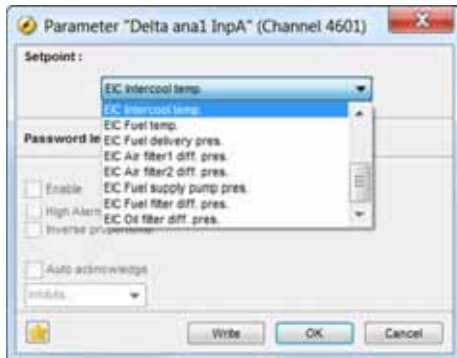 Parameter "Delta ana1 InpA" (Channel 4601)
Setpoint :
EIC Intercool temp.
EIC Intercool temp.
EIC Fuel temp.
EIC Fuel delivery pres.
EIC Air filter1 diff. pres.
EIC Air filter2 diff. pres.
EIC Fuel supply pump pres.
EIC Fuel filter diff. pres.
EIC Oil filter diff. pres.
Password le
Enable
High Alarm
Inverse proportional
Auto acknowledge
Inhibits...
Write
OK
Cancel